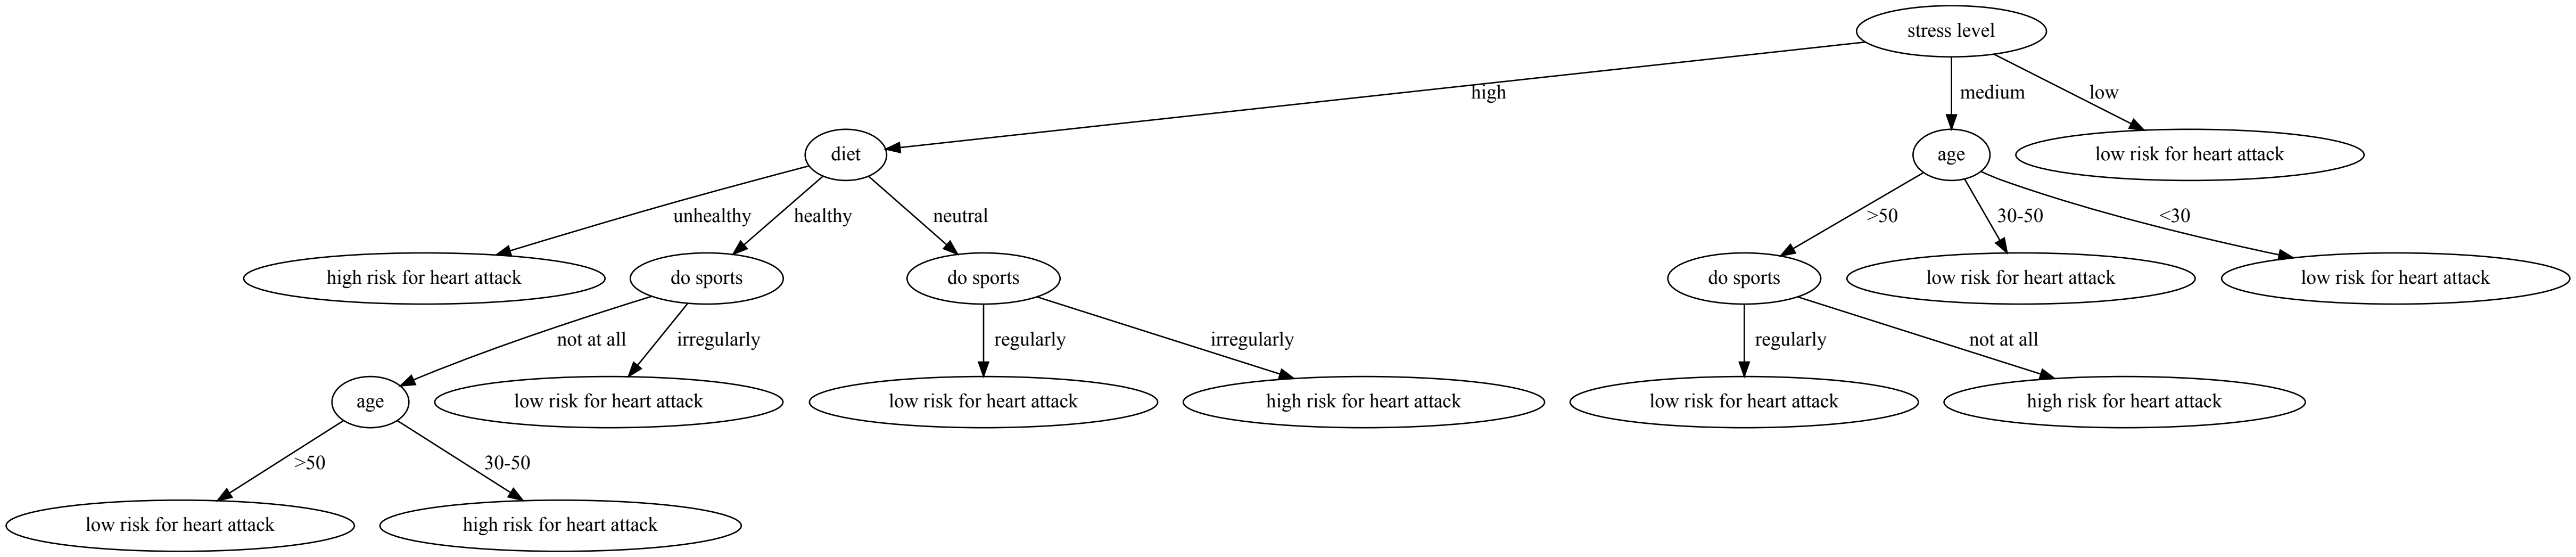 stress level
high
medium
low
diet
age
low risk for heart attack
unhealthy
healthy
neutral
>50
30-50
<30
high risk for heart attack
do sports
do sports
do sports
low risk for heart attack
low risk for heart attack
not at all
irregularly
regularly
irregularly
regularly
not at all
age
low risk for heart attack
low risk for heart attack
high risk for heart attack
low risk for heart attack
high risk for heart attack
>50
30-50
low risk for heart attack
high risk for heart attack